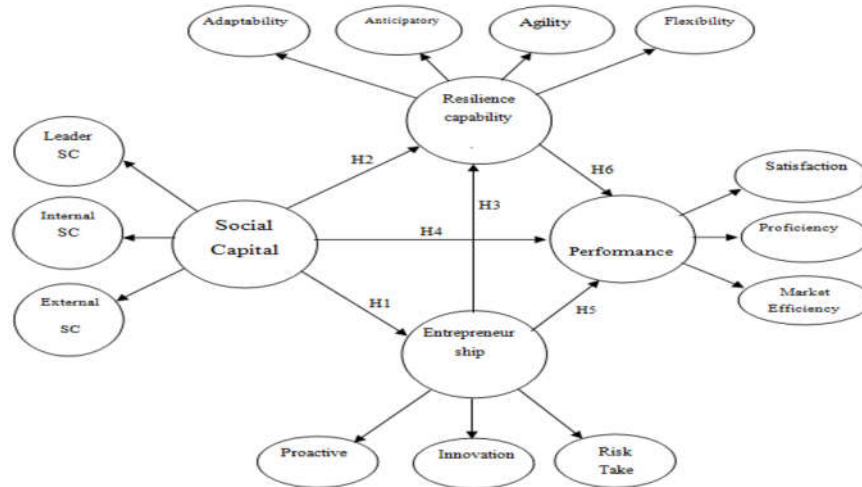 Adaptability
Anticipatory
Agility
Flexibility
Resilience
capability
Leader
SC
H2
H6
Satisfaction
Internal
SC
Social
Capital
H3
H4
Performance
Proficiency
External
SC
H1
H5
Market
Efficiency
Entrepreneur
ship
Proactive
Innovation
Risk
Take